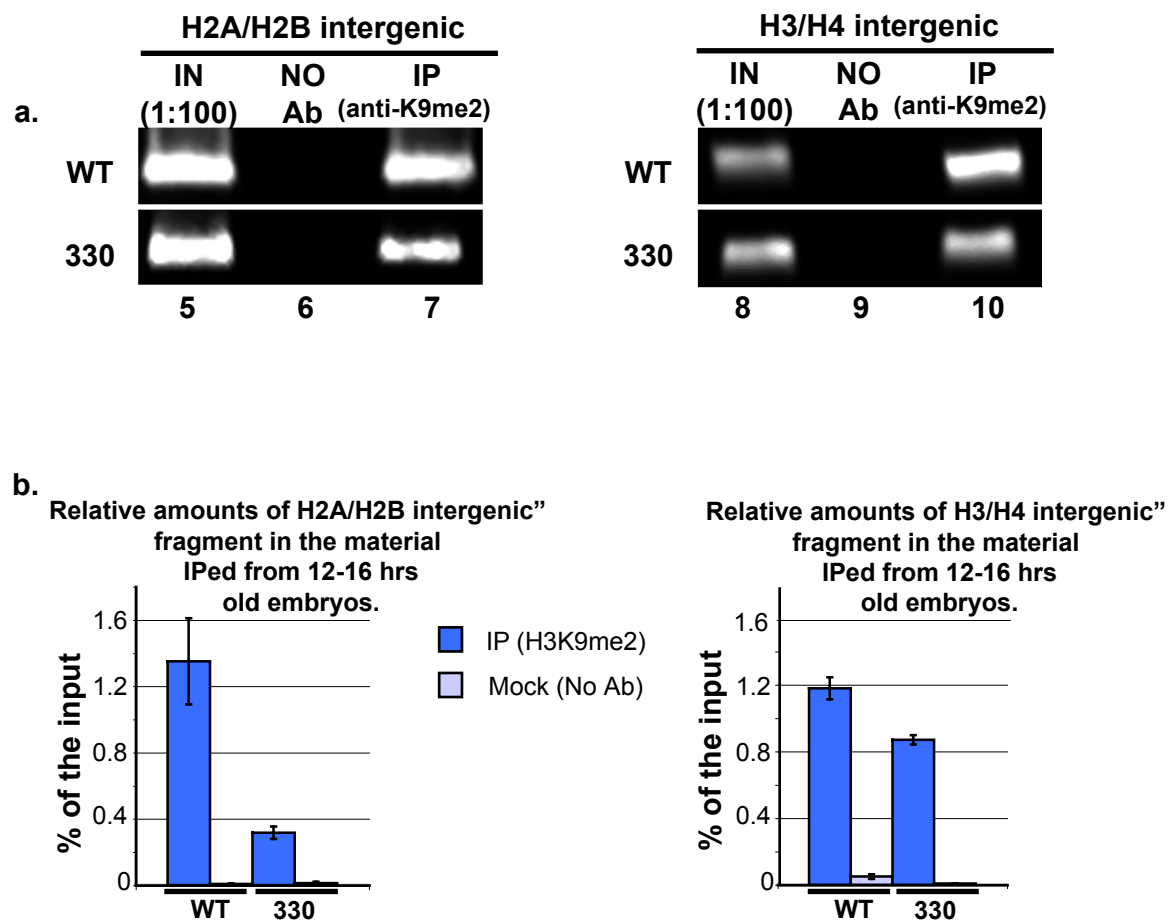 H2A/H2B intergenic
IN
(1:100)
NO
Ab
IP
(anti-K9me2)
H3/H4 intergenic
IN
(1:100)
NO
Ab
IP
(anti-K9me2)
a.
WT
330
5 6 7
WT
330
8 9 10
b.
Relative amounts of H2A/H2B intergenic”
fragment in the material
IPed from 12-16 hrs
old embryos.
% of the input
1.6
1.2
0.8
0.4
0
WT 330
IP (H3K9me2)
Mock (No Ab)
Relative amounts of H3/H4 intergenic”
fragment in the material
IPed from 12-16 hrs
old embryos.
% of the input
1.6
1.2
0.8
0.4
0
WT 330